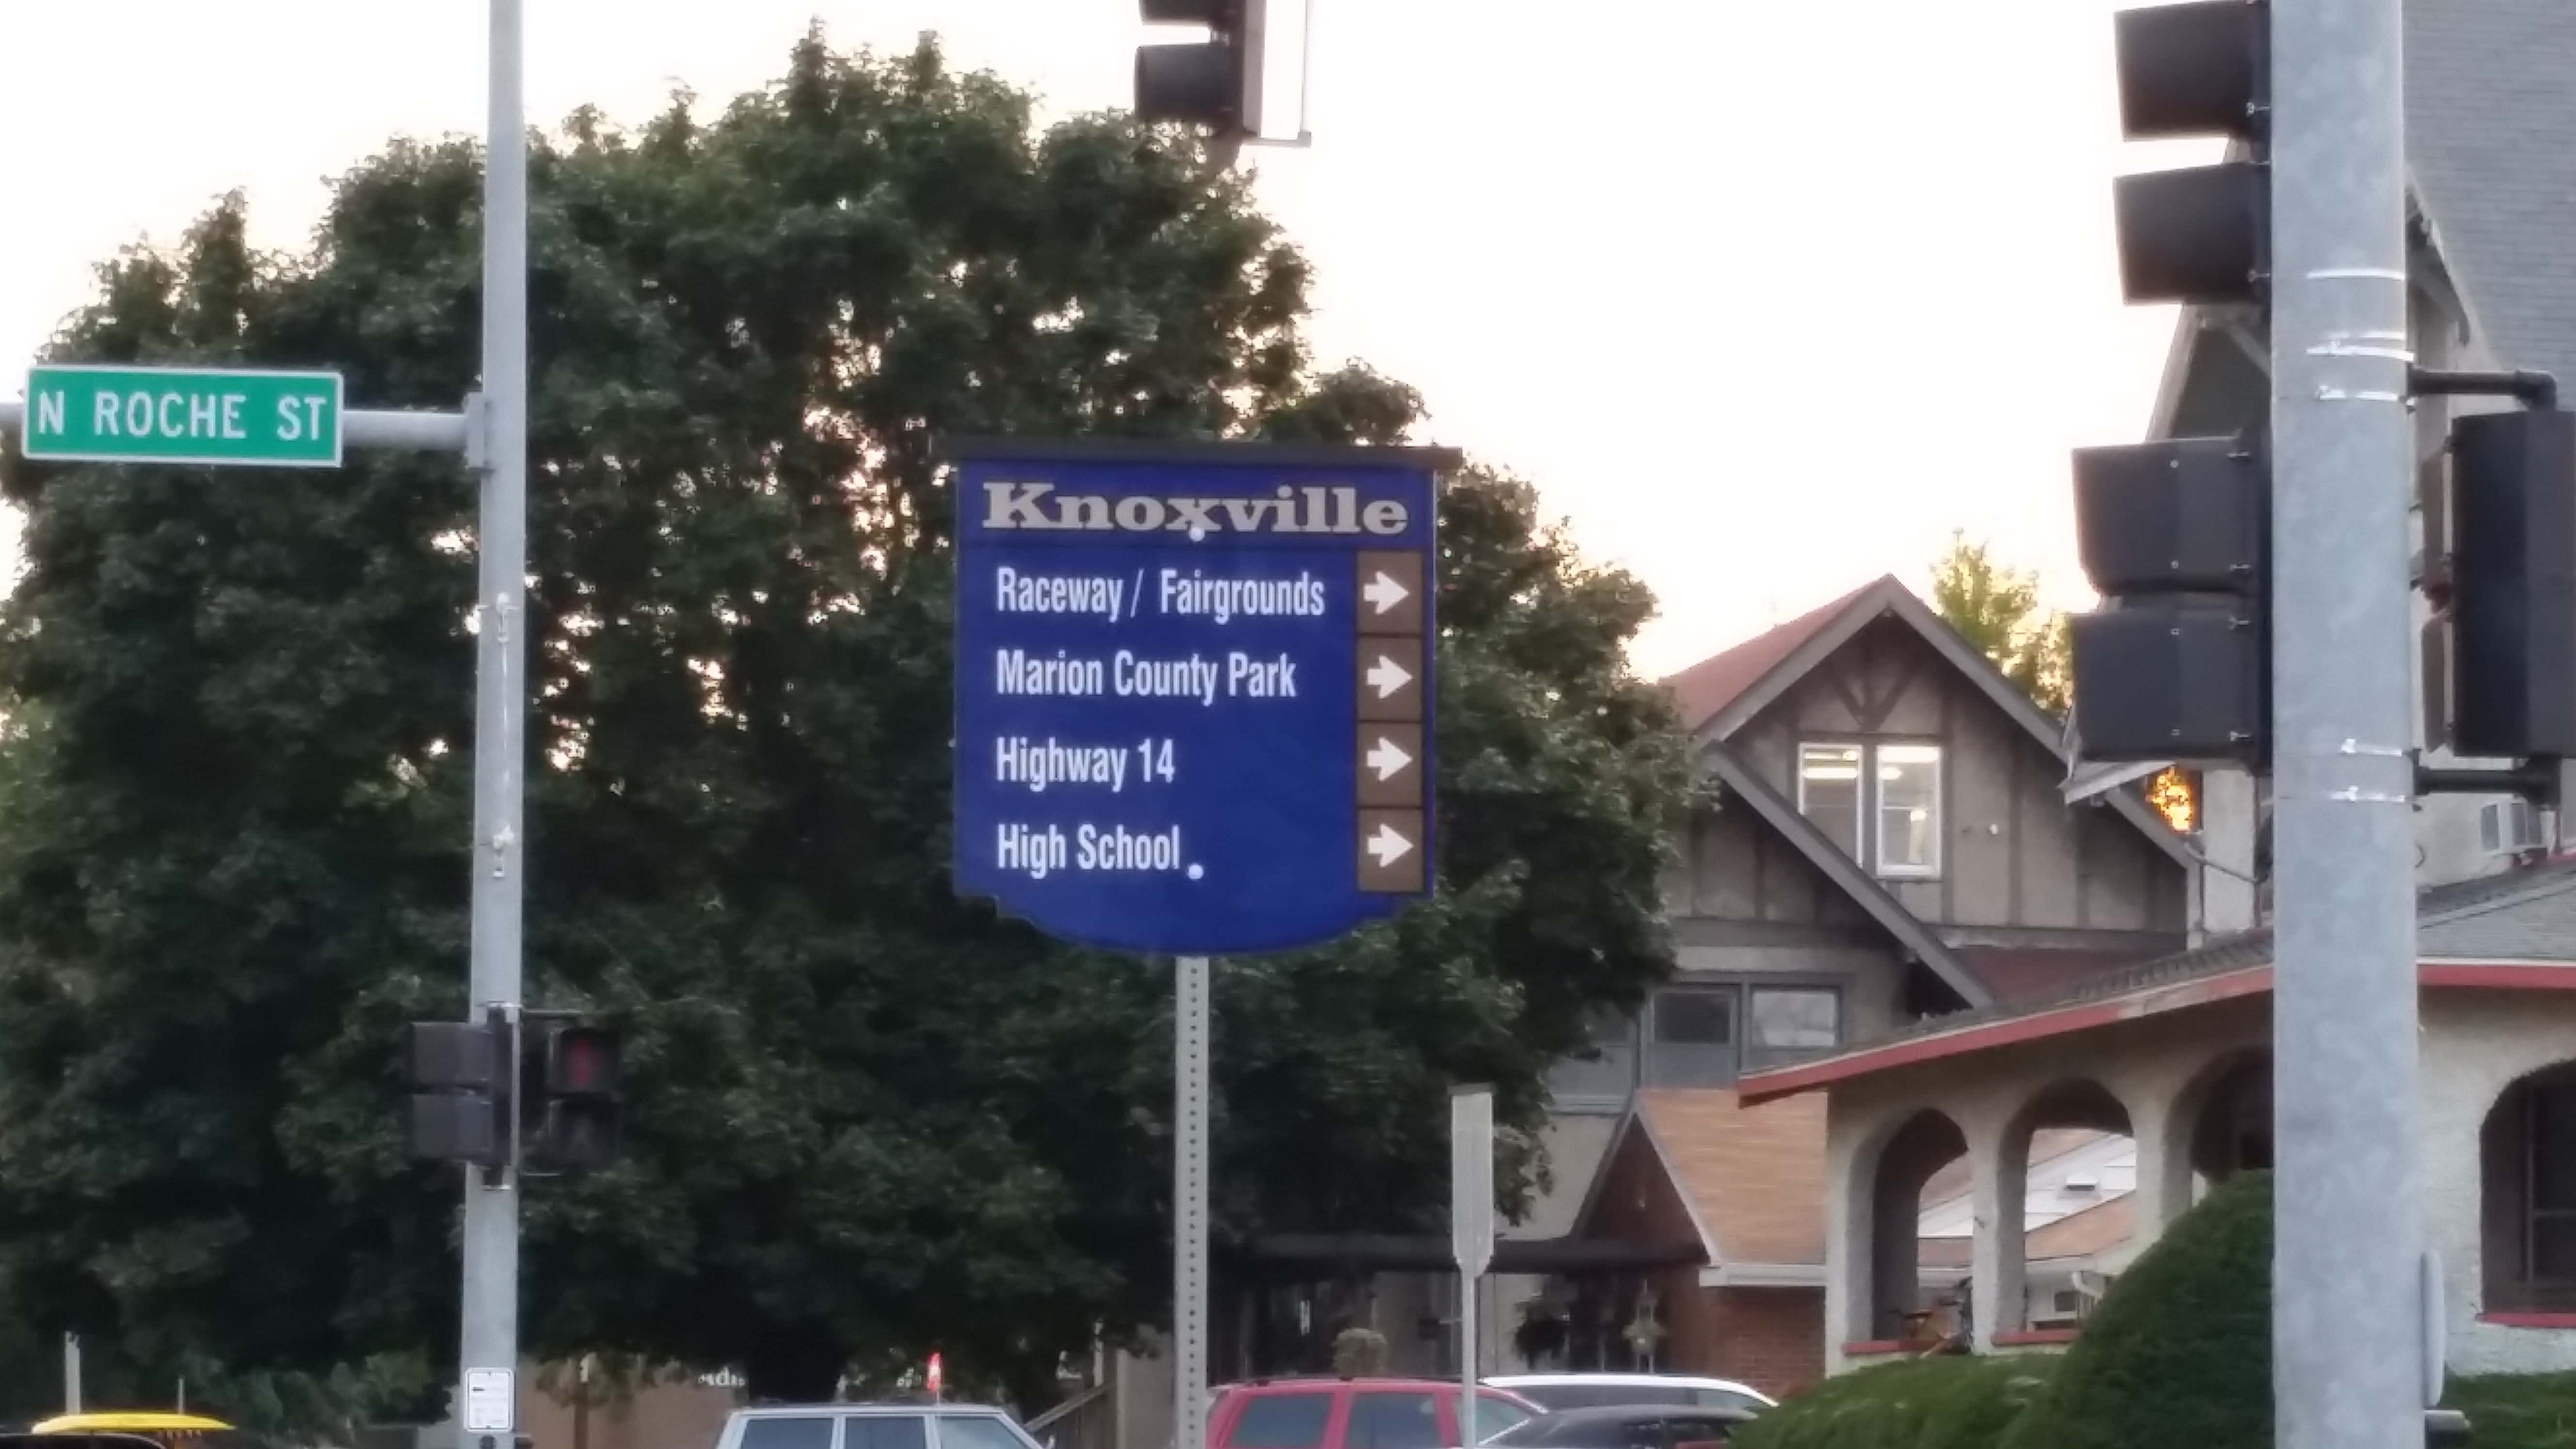 N ROCHE ST
Knoxville
Raceway / Fairgrounds
Marion County Park
Highway 14
High School